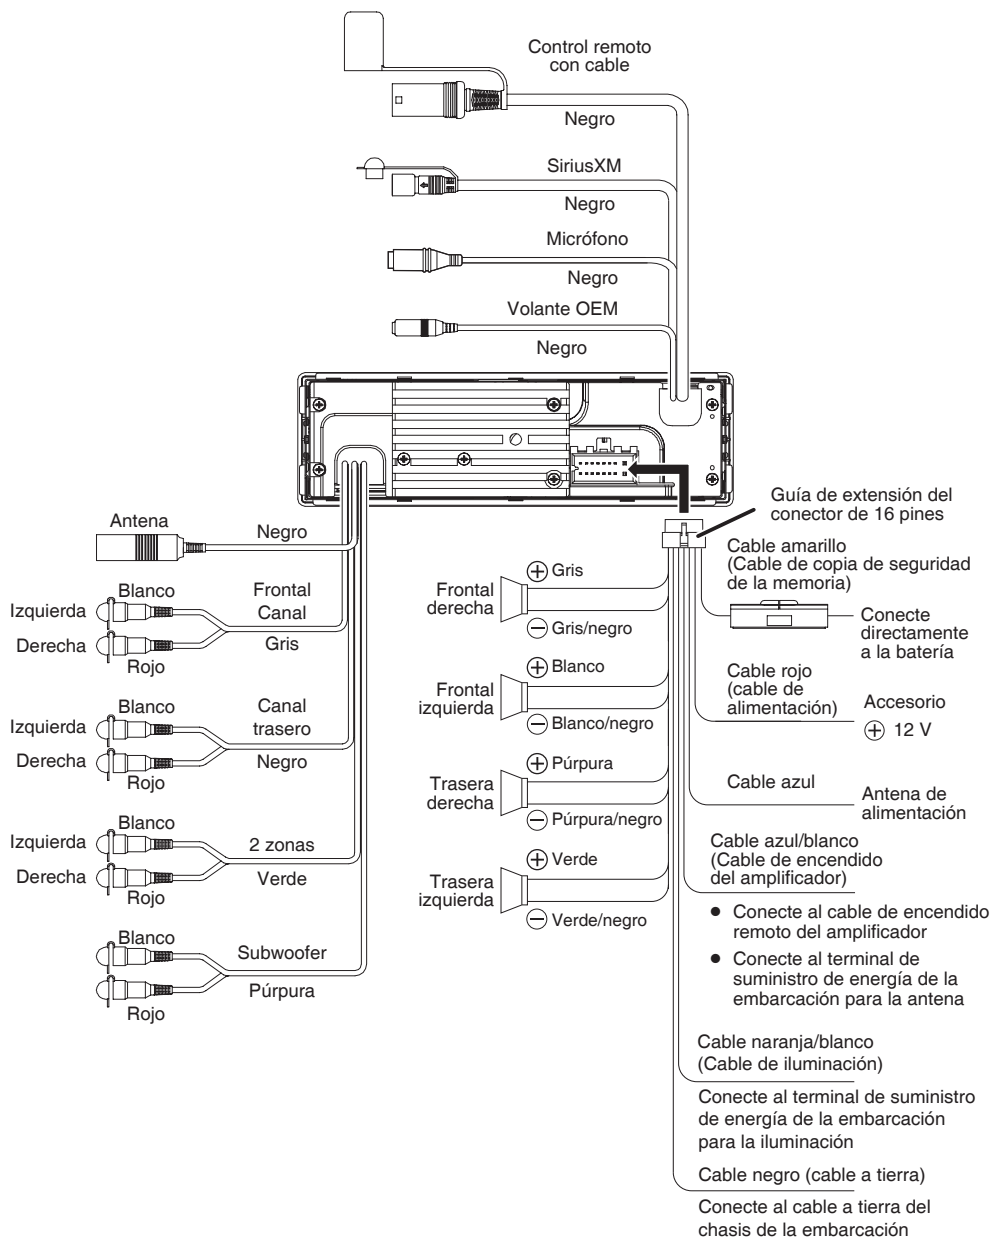 Control remoto
con cable
Negro
SiriusXM
Negro
Micrófono
Negro
Volante OEM
Negro
Antena
Negro
Izquierda
Blanco
Frontal
Canal
Derecha
Rojo
Gris
Izquierda
Blanco
Canal
trasero
Derecha
Rojo
Negro
Izquierda
Blanco
2 zonas
Derecha
Rojo
Verde
Blanco
Subwoofer
Rojo
Púrpura
Frontal
derecha
+ Gris
− Gris/negro
Frontal
izquierda
+ Blanco
− Blanco/negro
Trasera
derecha
+ Púrpura
− Púrpura/negro
Trasera
izquierda
+ Verde
− Verde/negro
Guía de extensión del
conector de 16 pines
Cable amarillo
(Cable de copia de seguridad
de la memoria)
Conecte
directamente
a la batería
Cable rojo
(cable de
alimentación)
Accesorio
+ 12 V
Cable azul
Antena de
alimentación
Cable azul/blanco
(Cable de encendido
del amplificador)
● Conecte al cable de encendido
remoto del amplificador
● Conecte al terminal de
suministro de energía de la
embarcación para la antena
Cable naranja/blanco
(Cable de iluminación)
Conecte al terminal de suministro
de energía de la embarcación
para la iluminación
Cable negro (cable a tierra)
Conecte al cable a tierra del
chasis de la embarcación